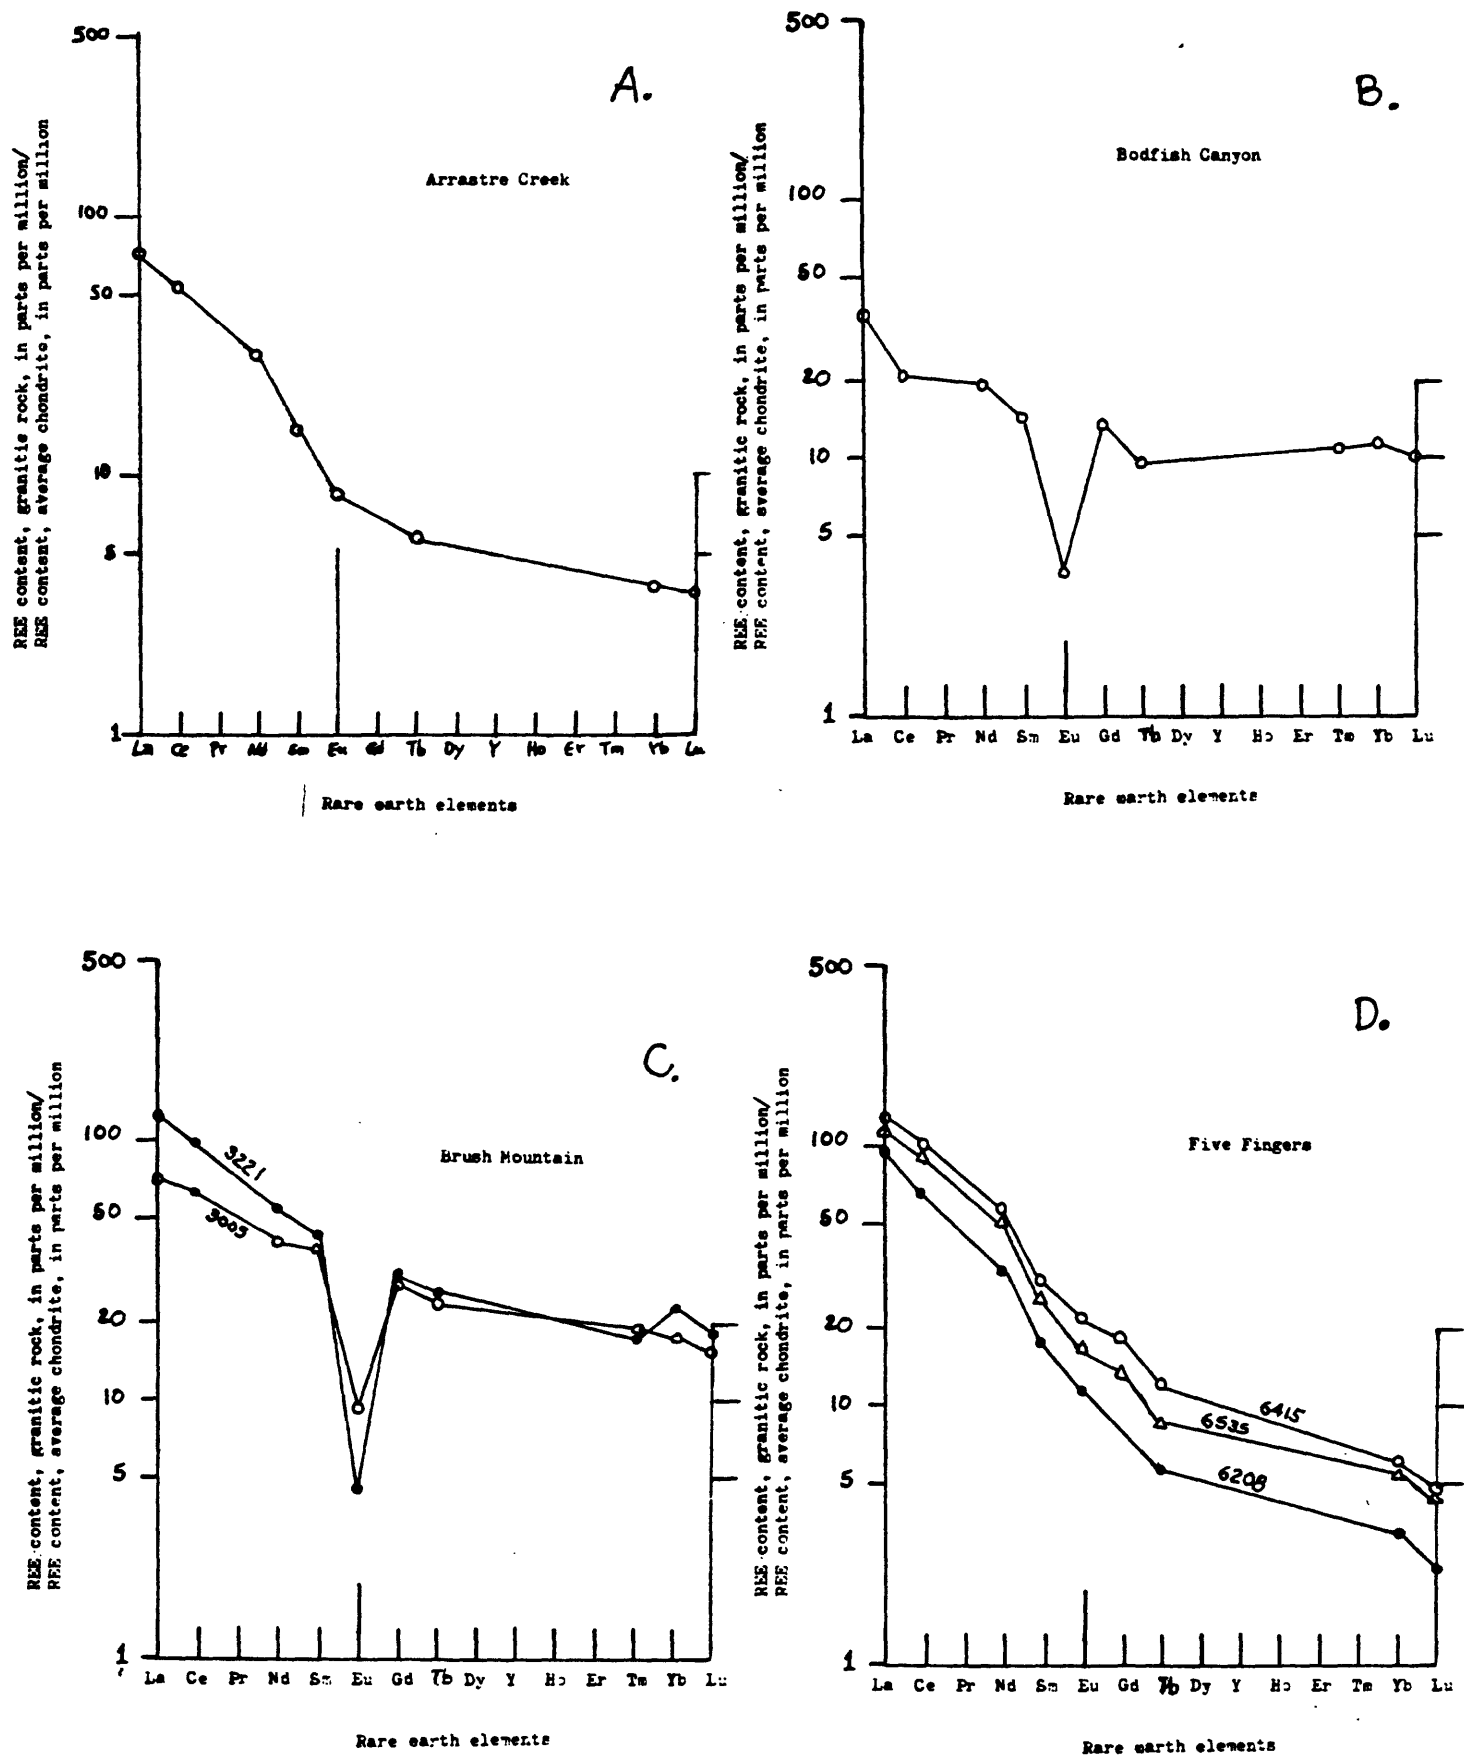 500
A.
Arrastre Creek
REE content, granitic rock, in parts per million/
REE content, average chondrite, in parts per million
100
50
10
5
1
La Ce Pr Nd Sm Eu Gd Tb Dy Y Ho Er Tm Yb Lu
Rare earth elements
500
B.
Bodfish Canyon
REE content, granitic rock, in parts per million/
REE content, average chondrite, in parts per million
100
50
20
10
5
1
La Ce Pr Nd Sm Eu Gd Tb Dy Y Ho Er Tm Yb Lu
Rare earth elements
500
C.
Brush Mountain
REE content, granitic rock, in parts per million/
REE content, average chondrite, in parts per million
100
50
20
10
5
1
3221
3005
La Ce Pr Nd Sm Eu Gd Tb Dy Y Ho Er Tm Yb Lu
Rare earth elements
500
D.
Five Fingers
REE content, granitic rock, in parts per million/
REE content, average chondrite, in parts per million
100
50
20
10
5
1
6415
6535
6208
La Ce Pr Nd Sm Eu Gd Tb Dy Y Ho Er Tm Yb Lu
Rare earth elements